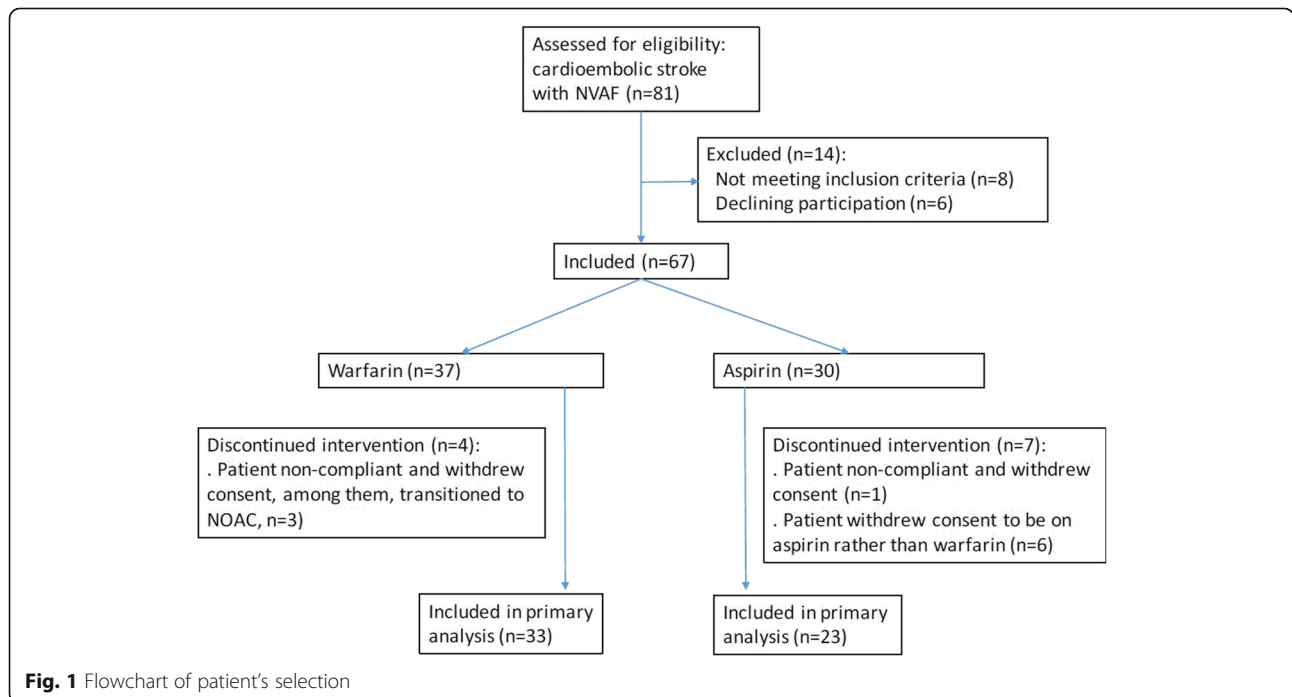 Assessed for eligibility:
cardioembolic stroke
with NVAF (n=81)
Excluded (n=14):
Not meeting inclusion criteria (n=8)
Declining participation (n=6)
Included (n=67)
Warfarin (n=37)
Aspirin (n=30)
Discontinued intervention (n=4):
. Patient non-compliant and withdrew
consent, among them, transitioned to
NOAC, n=3)
Discontinued intervention (n=7):
. Patient non-compliant and withdrew
consent (n=1)
. Patient withdrew consent to be on
aspirin rather than warfarin (n=6)
Included in primary
analysis (n=33)
Included in primary
analysis (n=23)
Fig. 1 Flowchart of patient's selection